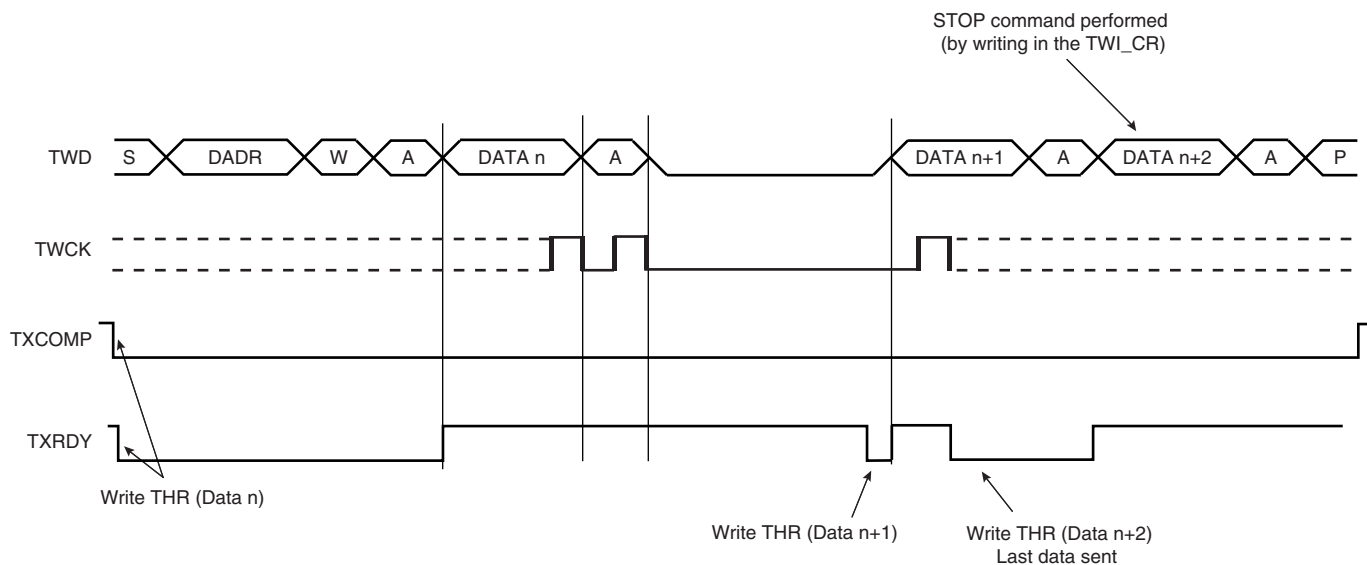 STOP command performed
(by writing in the TWI_CR)
TWD S DADR W A DATA n A DATA n+1 A DATA n+2 A P
TWCK
TXCOMP
TXRDY
Write THR (Data n)
Write THR (Data n+1)
Write THR (Data n+2)
Last data sent